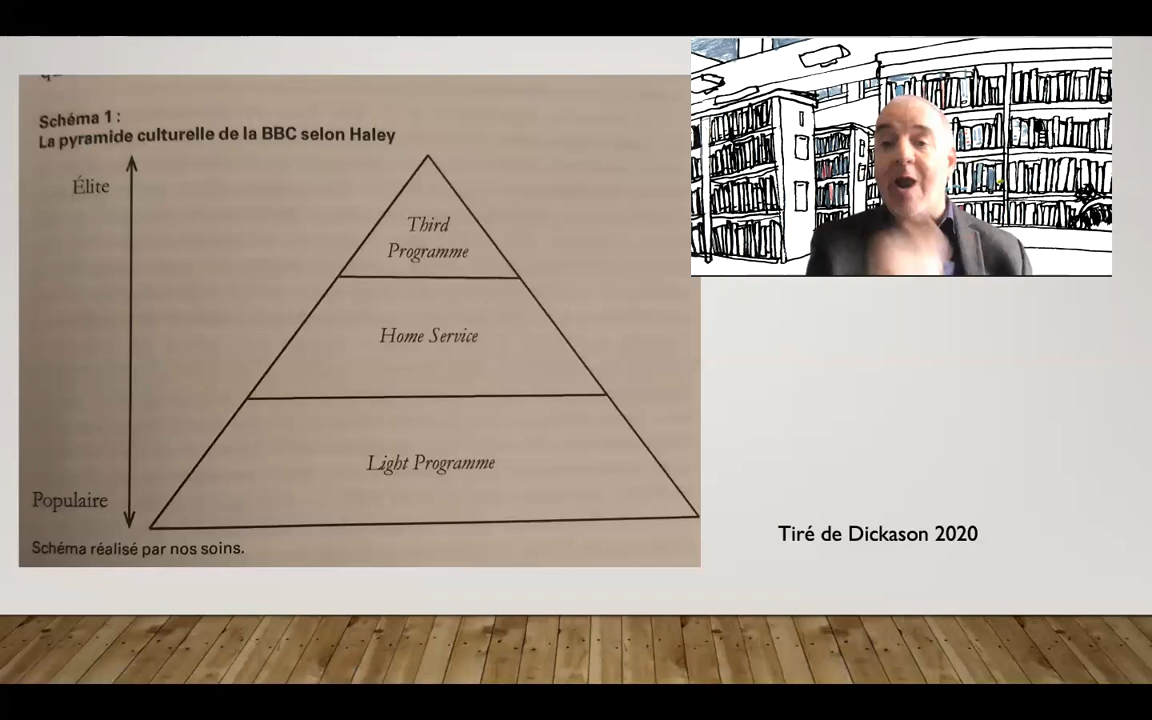 Schéma 1 :
La pyramide culturelle de la BBC selon Haley
Élite
Third
Programme
Home Service
Light Programme
Populaire
Schéma réalisé par nos soins.
Tiré de Dickason 2020